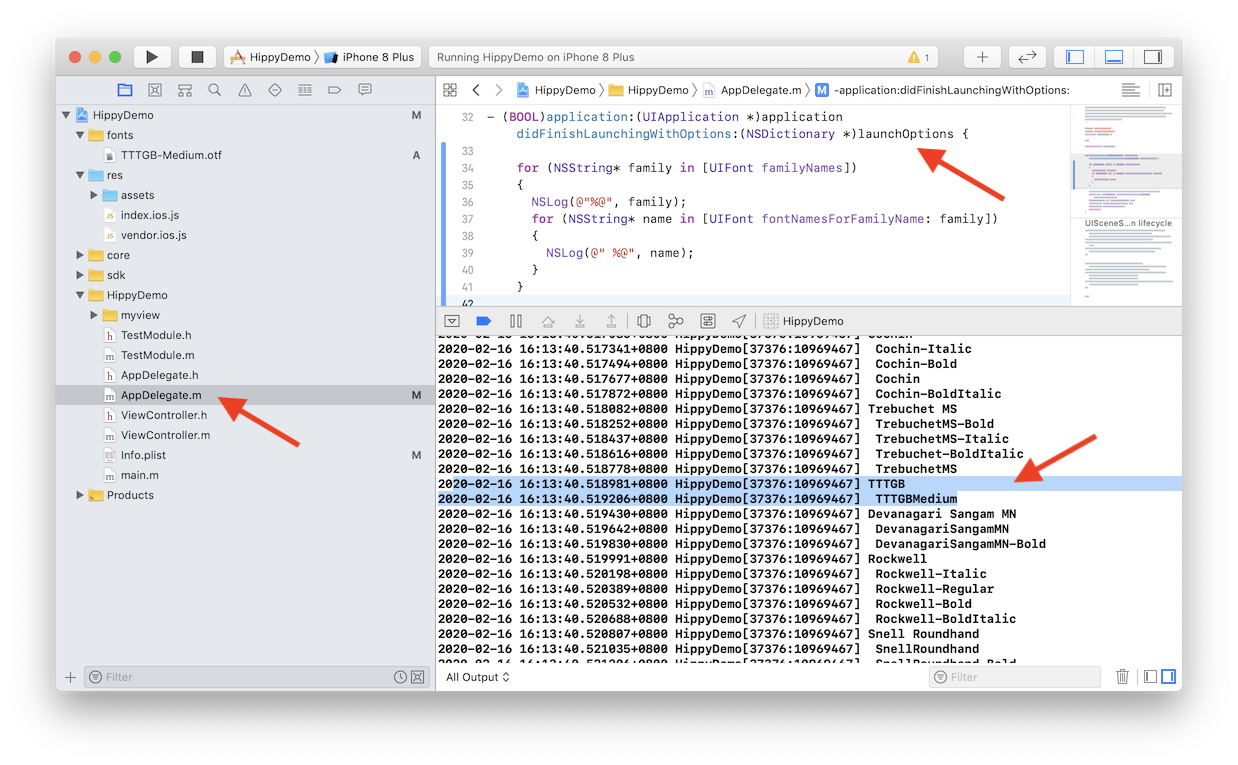 HippyDemo 〉 iPhone 8 Plus
Running HippyDemo on iPhone 8 Plus
1
HippyDemo M
fonts
TTTGB-Medium.otf A
res
assets
index.ios.js
vendor.ios.js
core
sdk
HippyDemo
myview
TestModule.h
TestModule.m
AppDelegate.h
AppDelegate.m M
ViewController.h
ViewController.m
Info.plist M
main.m
Products
Filter
HippyDemo 〉 HippyDemo 〉 AppDelegate.m 〉 M -application:didFinishLaunchingWithOptions:
- (BOOL)application:(UIApplication *)application
didFinishLaunchingWithOptions:(NSDictionary *)launchOptions {
33
34 for (NSString* family in [UIFont familyNames])
35 {
36 NSLog(@"%@", family);
37 for (NSString* name in [UIFont fontNamesForFamilyName: family])
38 {
39 NSLog(@" %@", name);
40 }
41 }
42
UISceneS...n lifecycle
HippyDemo
2020-02-16 16:13:40.517341+0800 HippyDemo[37376:10969467] Cochin-Italic
2020-02-16 16:13:40.517494+0800 HippyDemo[37376:10969467] Cochin-Bold
2020-02-16 16:13:40.517677+0800 HippyDemo[37376:10969467] Cochin
2020-02-16 16:13:40.517872+0800 HippyDemo[37376:10969467] Cochin-BoldItalic
2020-02-16 16:13:40.518082+0800 HippyDemo[37376:10969467] Trebuchet MS
2020-02-16 16:13:40.518252+0800 HippyDemo[37376:10969467] TrebuchetMS-Bold
2020-02-16 16:13:40.518437+0800 HippyDemo[37376:10969467] TrebuchetMS-Italic
2020-02-16 16:13:40.518616+0800 HippyDemo[37376:10969467] Trebuchet-BoldItalic
2020-02-16 16:13:40.518778+0800 HippyDemo[37376:10969467] TrebuchetMS
2020-02-16 16:13:40.518981+0800 HippyDemo[37376:10969467] TTTGB
2020-02-16 16:13:40.519206+0800 HippyDemo[37376:10969467] TTTGBMedium
2020-02-16 16:13:40.519430+0800 HippyDemo[37376:10969467] Devanagari Sangam MN
2020-02-16 16:13:40.519642+0800 HippyDemo[37376:10969467] DevanagariSangamMN
2020-02-16 16:13:40.519830+0800 HippyDemo[37376:10969467] DevanagariSangamMN-Bold
2020-02-16 16:13:40.519991+0800 HippyDemo[37376:10969467] Rockwell
2020-02-16 16:13:40.520198+0800 HippyDemo[37376:10969467] Rockwell-Italic
2020-02-16 16:13:40.520389+0800 HippyDemo[37376:10969467] Rockwell-Regular
2020-02-16 16:13:40.520532+0800 HippyDemo[37376:10969467] Rockwell-Bold
2020-02-16 16:13:40.520688+0800 HippyDemo[37376:10969467] Rockwell-BoldItalic
2020-02-16 16:13:40.520807+0800 HippyDemo[37376:10969467] Snell Roundhand
2020-02-16 16:13:40.521035+0800 HippyDemo[37376:10969467] SnellRoundhand
All Output
Filter